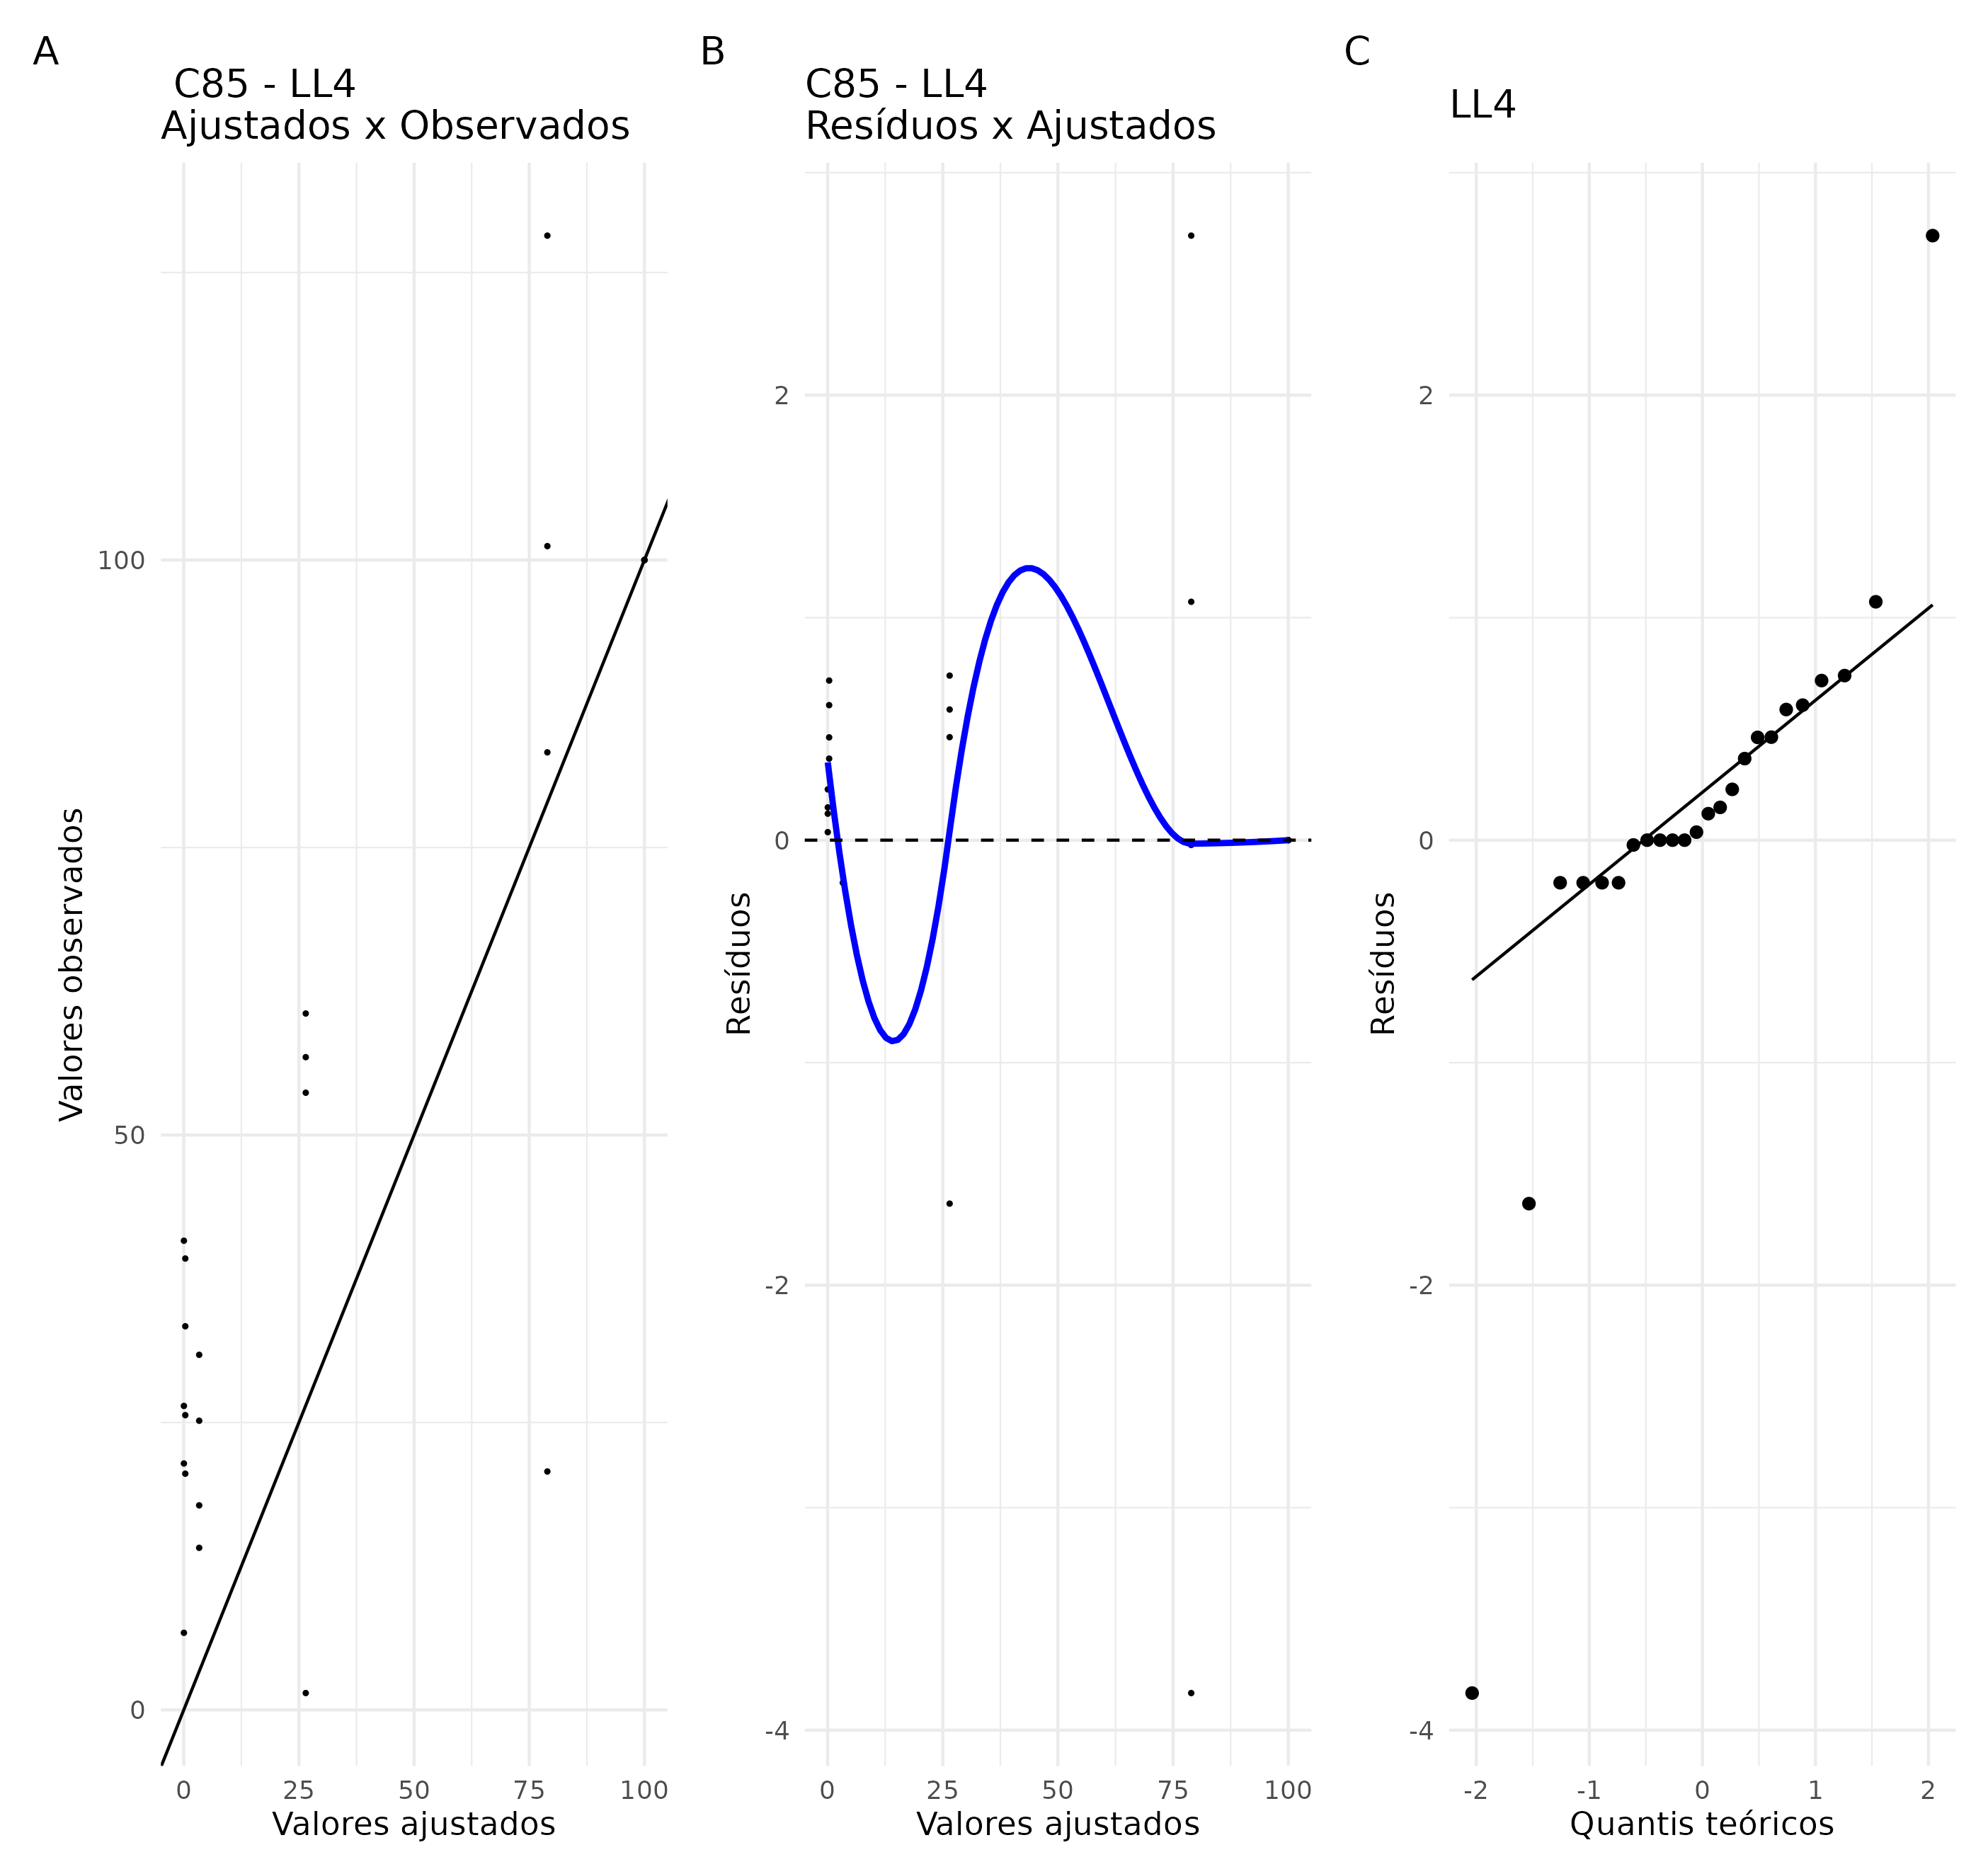 A
C85 - LL4
Ajustados x Observados
Valores observados
100
50
0
0 25 50 75 100
Valores ajustados
B
C85 - LL4
Resíduos x Ajustados
Resíduos
2
0
-2
-4
0 25 50 75 100
Valores ajustados
C
LL4
Resíduos
2
0
-2
-4
-2 -1 0 1 2
Quantis teóricos